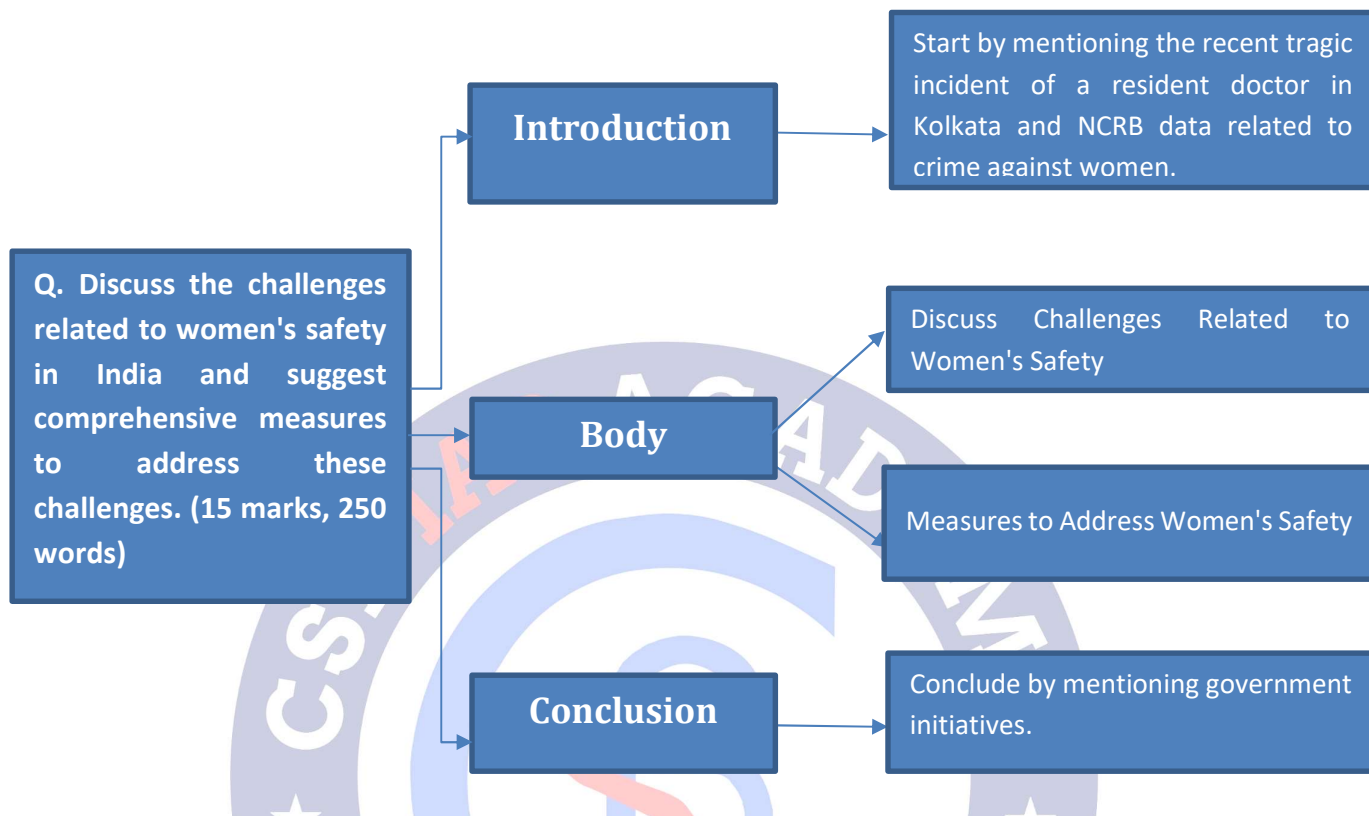 Q. Discuss the challenges
related to women's safety
in India and suggest
comprehensive measures
to address these
challenges. (15 marks, 250
words)
Introduction
Start by mentioning the recent tragic
incident of a resident doctor in
Kolkata and NCRB data related to
crime against women.
Body
Discuss Challenges Related to
Women's Safety
Measures to Address Women's Safety
Conclusion
Conclude by mentioning government
initiatives.